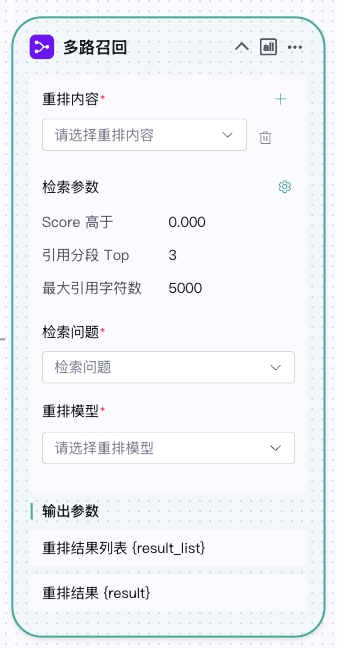 多路召回
all
重排内容*
请选择重排内容
检索参数
Score 高于 0.000
引用分段 Top 3
最大引用字符数 5000
检索问题*
检索问题
重排模型*
请选择重排模型
输出参数
重排结果列表 {result_list}
重排结果 {result}